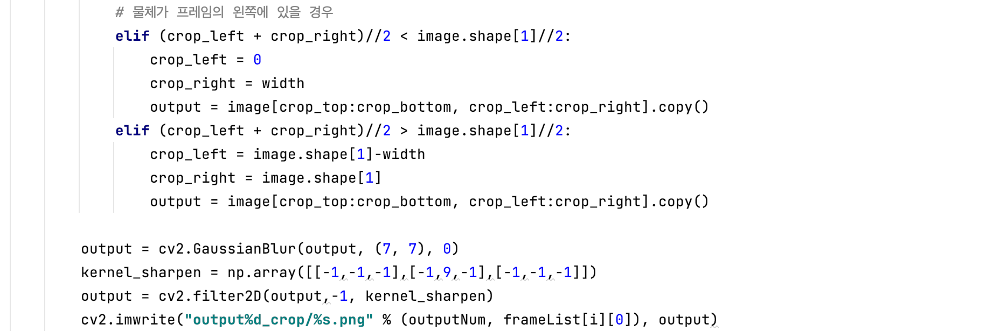 # 물체가 프레임의 왼쪽에 있을 경우
elif (crop_left + crop_right)//2 < image.shape[1]//2:
    crop_left = 0
    crop_right = width
    output = image[crop_top:crop_bottom, crop_left:crop_right].copy()
elif (crop_left + crop_right)//2 > image.shape[1]//2:
    crop_left = image.shape[1]-width
    crop_right = image.shape[1]
    output = image[crop_top:crop_bottom, crop_left:crop_right].copy()
output = cv2.GaussianBlur(output, (7, 7), 0)
kernel_sharpen = np.array([[-1,-1,-1],[-1,9,-1],[-1,-1,-1]])
output = cv2.filter2D(output,-1, kernel_sharpen)
cv2.imwrite("output%d_crop/%s.png" % (outputNum, frameList[i][0]), output)